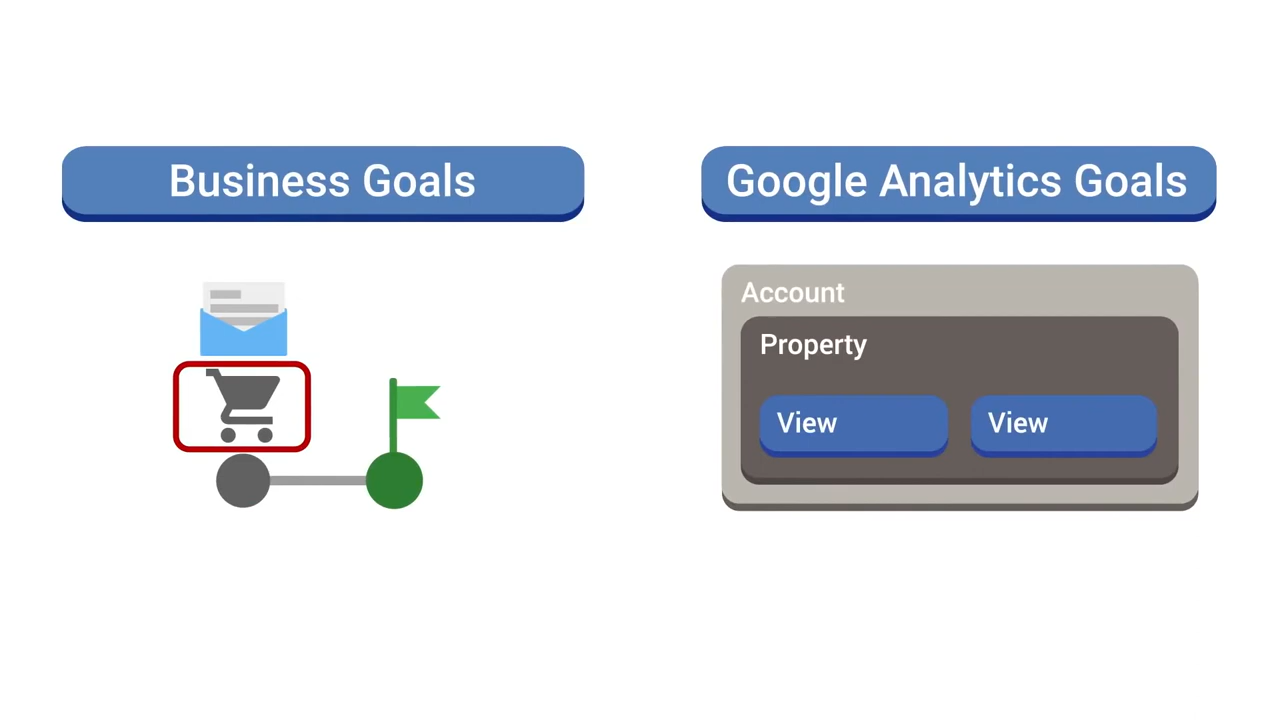 Business Goals
Google Analytics Goals
Account
Property
View
View